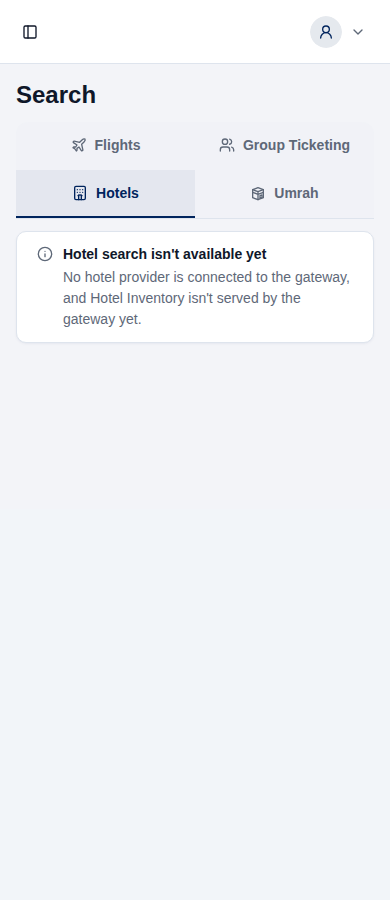 Search
Flights
Group Ticketing
Hotels
Umrah
Hotel search isn't available yet
No hotel provider is connected to the gateway,
and Hotel Inventory isn't served by the
gateway yet.